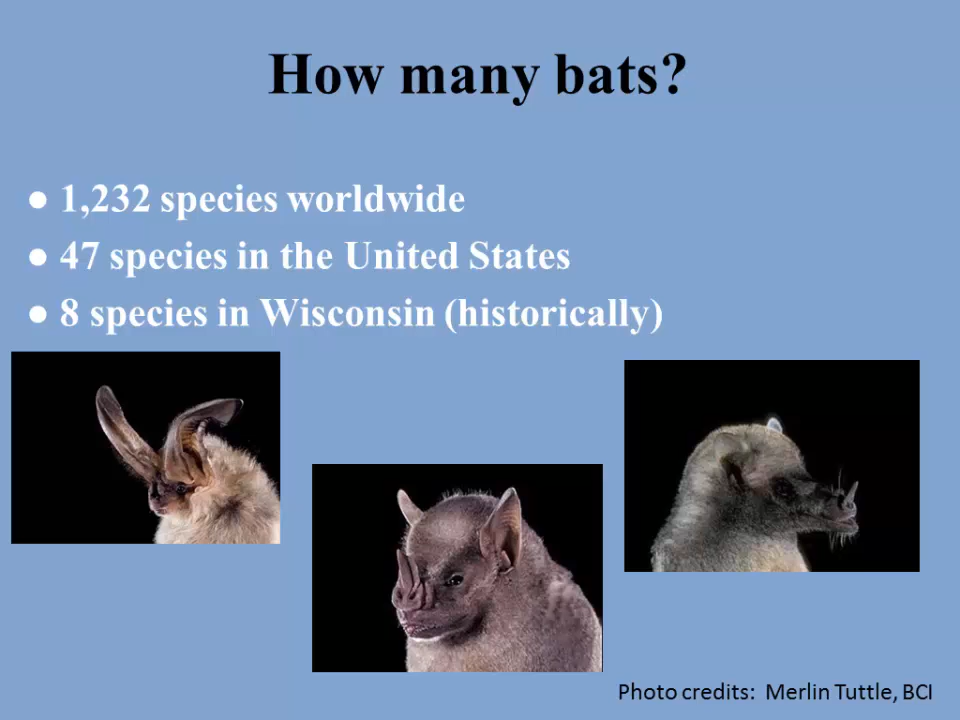 How many bats?
● 1,232 species worldwide
● 47 species in the United States
● 8 species in Wisconsin (historically)
Photo credits:  Merlin Tuttle, BCI